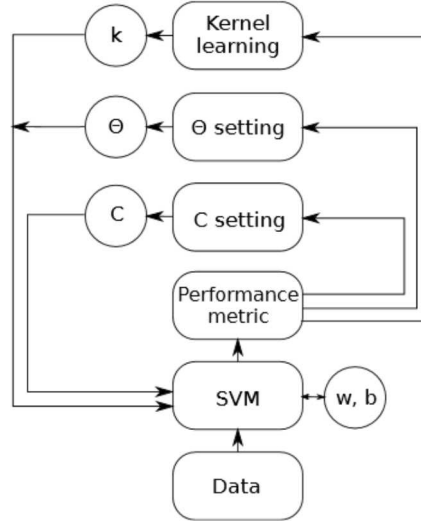 k
Kernel
learning
Θ
Θ setting
C
C setting
Performance
metric
SVM
w, b
Data